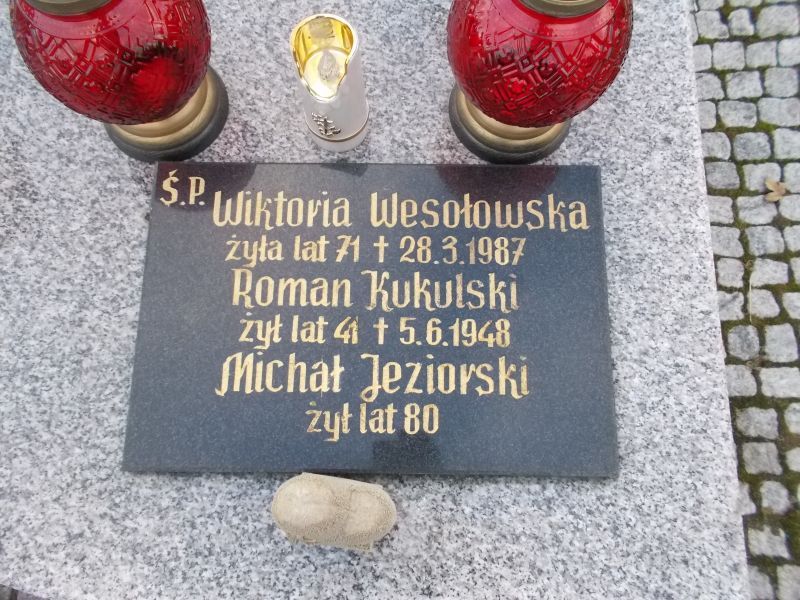 Ś.P. Wiktoria Wesołowska
żyła lat 71 † 28.3.1987
Roman Kukulski
żył lat 41 † 5.6.1948
Michał Jeziorski
żył lat 80